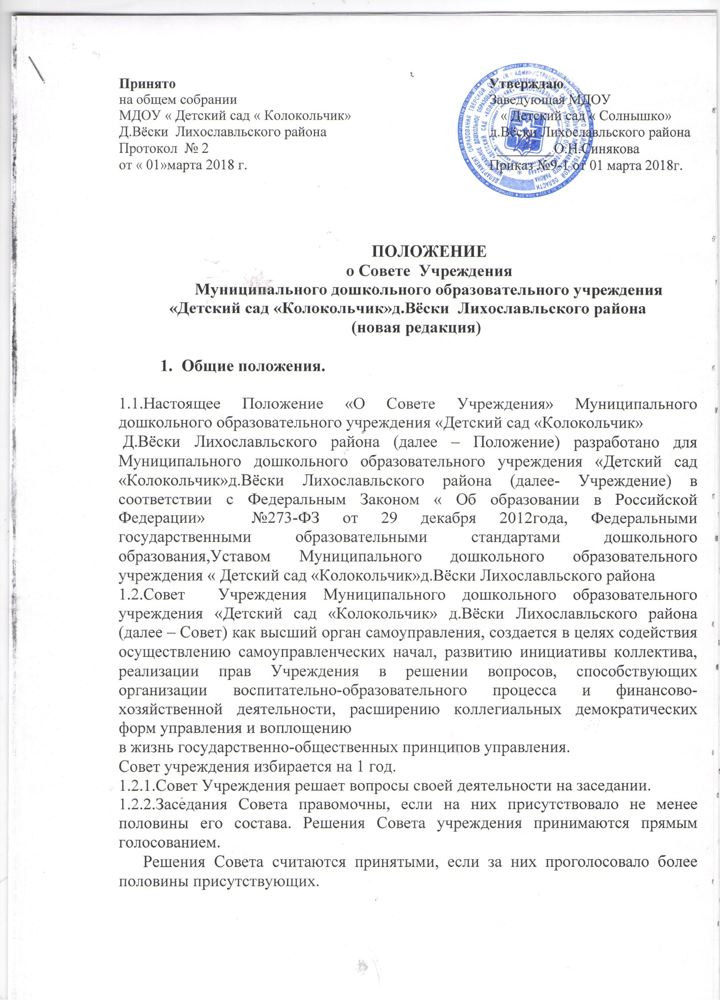 Принято
на общем собрании
МДОУ « Детский сад « Колокольчик»
Д.Вёски Лихославльского района
Протокол № 2
от « 01»марта 2018 г.
Утверждаю
Заведующая МДОУ
« Детский сад « Солнышко»
д.Вёски Лихославльского района
________ О.Н.Синякова
Приказ №9-1 от 01 марта 2018г.
ПОЛОЖЕНИЕ
о Совете Учреждения
Муниципального дошкольного образовательного учреждения
«Детский сад «Колокольчик»д.Вёски Лихославльского района
(новая редакция)
1. Общие положения.
1.1.Настоящее Положение «О Совете Учреждения» Муниципального
дошкольного образовательного учреждения «Детский сад «Колокольчик»
Д.Вёски Лихославльского района (далее – Положение) разработано для
Муниципального дошкольного образовательного учреждения «Детский сад
«Колокольчик»д.Вёски Лихославльского района (далее- Учреждение) в
соответствии с Федеральным Законом « Об образовании в Российской
Федерации» №273-ФЗ от 29 декабря 2012года, Федеральными
государственными образовательными стандартами дошкольного
образования,Уставом Муниципального дошкольного образовательного
учреждения « Детский сад «Колокольчик»д.Вёски Лихославльского района
1.2.Совет Учреждения Муниципального дошкольного образовательного
учреждения «Детский сад «Колокольчик» д.Вёски Лихославльского района
(далее – Совет) как высший орган самоуправления, создается в целях содействия
осуществлению самоуправленческих начал, развитию инициативы коллектива,
реализации прав Учреждения в решении вопросов, способствующих
организации воспитательно-образовательного процесса и финансово-
хозяйственной деятельности, расширению коллегиальных демократических
форм управления и воплощению
в жизнь государственно-общественных принципов управления.
Совет учреждения избирается на 1 год.
1.2.1.Совет Учреждения решает вопросы своей деятельности на заседании.
1.2.2.Заседания Совета правомочны, если на них присутствовало не менее
половины его состава. Решения Совета учреждения принимаются прямым
голосованием.
Решения Совета считаются принятыми, если за них проголосовало более
половины присутствующих.